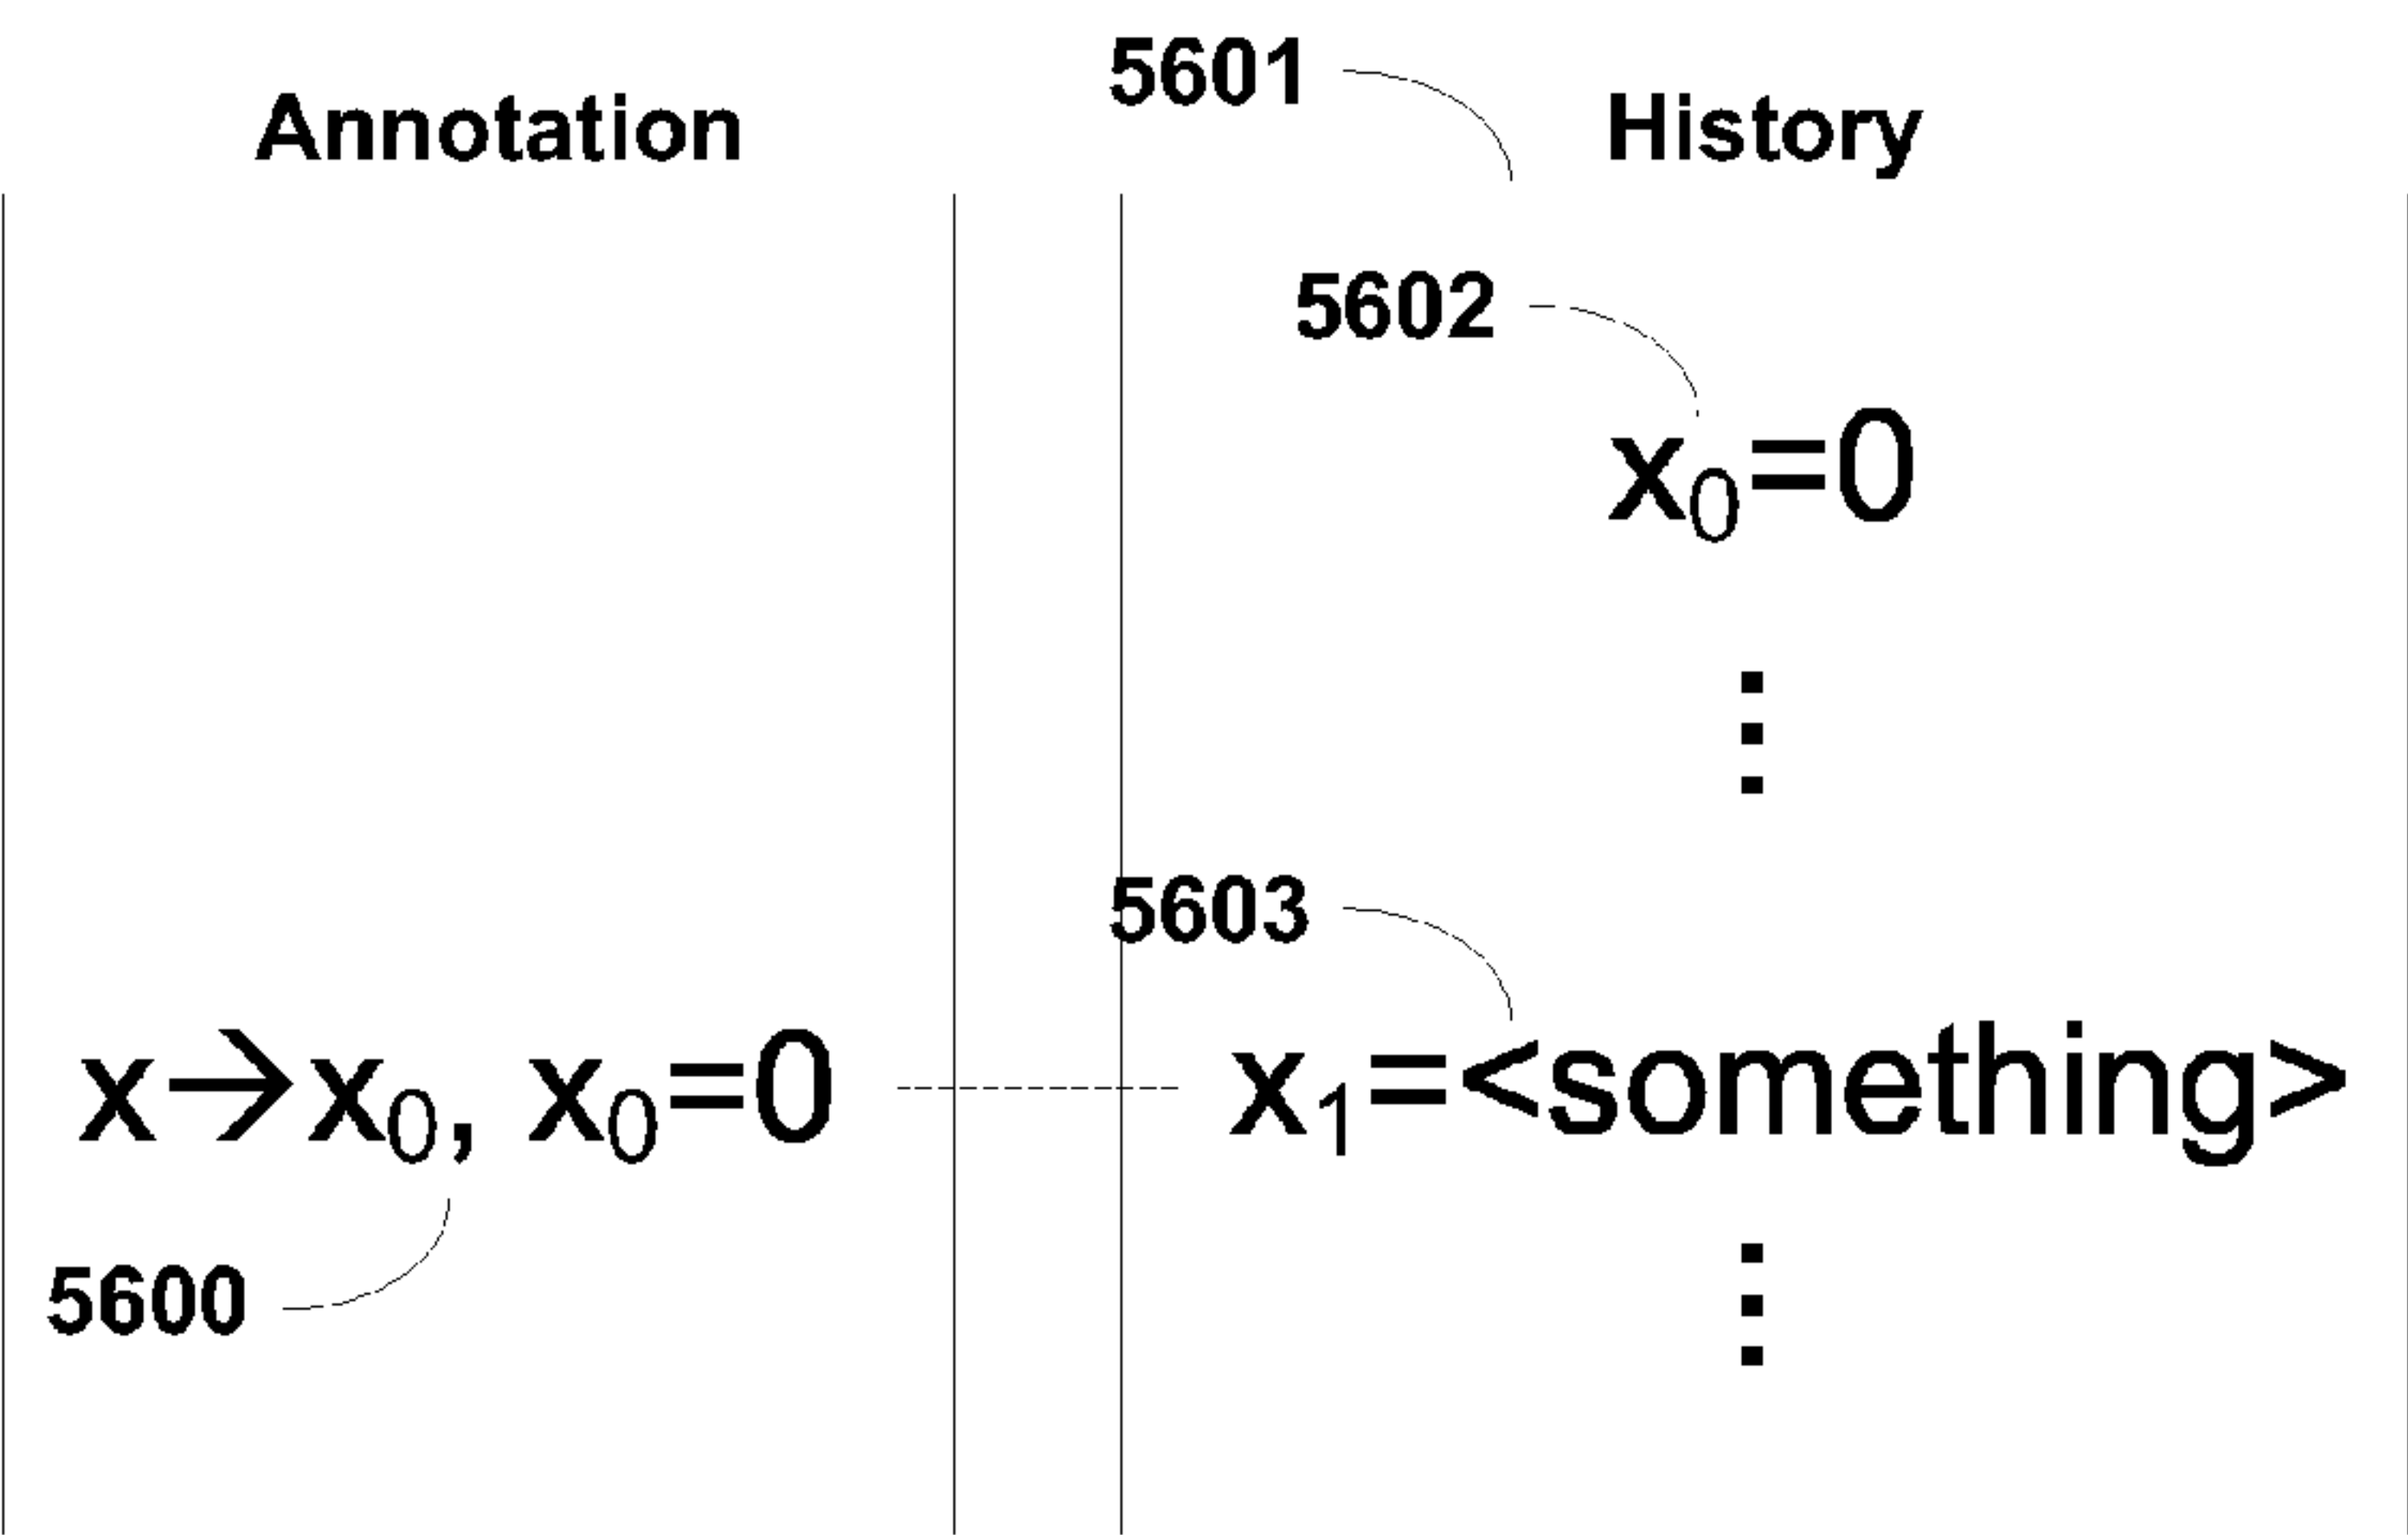 5601
Annotation
History
5602
x₀=0
5603
x→x₀, x₀=0
x₁=<something>
5600